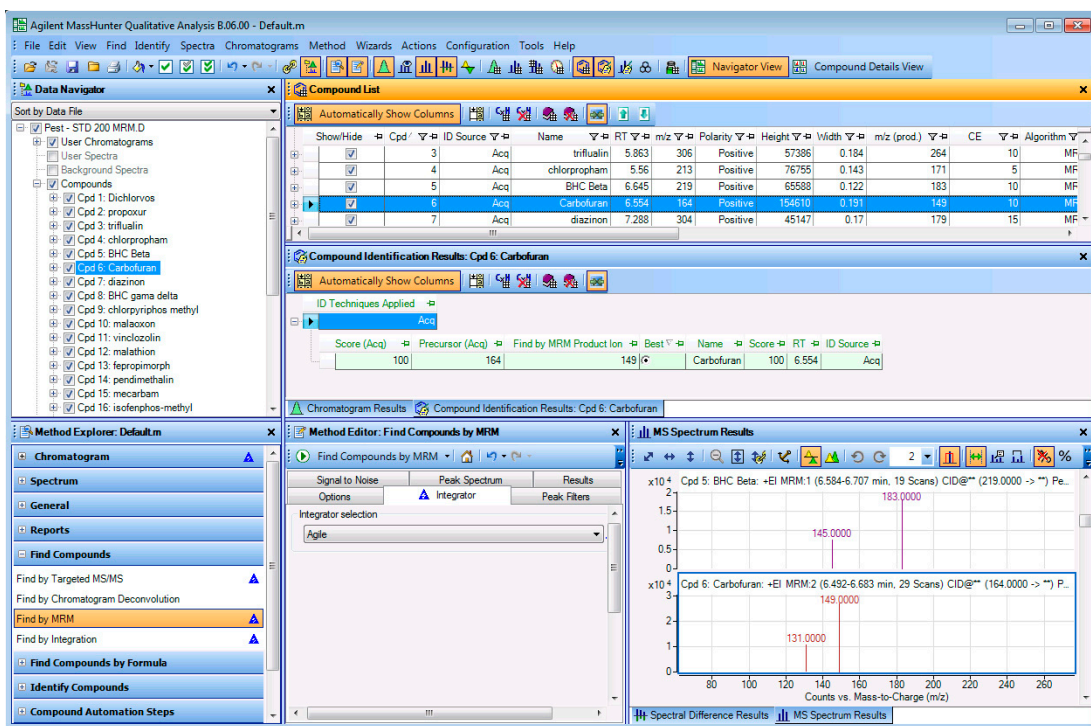 Agilent MassHunter Qualitative Analysis B.06.00 - Default.m
File Edit View Find Identify Spectra Chromatograms Method Wizards Actions Configuration Tools Help
Navigator View Compound Details View
Data Navigator
Sort by Data File
Pest - STD 200 MRM.D
User Chromatograms
User Spectra
Background Spectra
Compounds
Cpd 1: Dichlorvos
Cpd 2: propoxur
Cpd 3: triflualin
Cpd 4: chlorpropham
Cpd 5: BHC Beta
Cpd 6: Carbofuran
Cpd 7: diazinon
Cpd 8: BHC gama delta
Cpd 9: chlorpyriphos methyl
Cpd 10: malaoxon
Cpd 11: vinclozolin
Cpd 12: malathion
Cpd 13: fepropimorph
Cpd 14: pendimethalin
Cpd 15: mecarbam
Cpd 16: isofenphos-methyl
Compound List
Automatically Show Columns
Show/Hide Cpd ID Source Name RT m/z Polarity Height Width m/z (prod.) CE Algorithm
3 Acq triflualin 5.863 306 Positive 57386 0.184 264 10 MF
4 Acq chlorpropham 5.56 213 Positive 76755 0.143 171 5 MF
5 Acq BHC Beta 6.645 219 Positive 65588 0.122 183 10 MF
6 Acq Carbofuran 6.554 164 Positive 154610 0.191 149 10 MF
7 Acq diazinon 7.288 304 Positive 45147 0.17 179 15 MF
Compound Identification Results: Cpd 6: Carbofuran
Automatically Show Columns
ID Techniques Applied
Acq
Score (Acq) Precursor (Acq) Find by MRM Product Ion Best Name Score RT ID Source
100 164 149 Carbofuran 100 6.554 Acq
Chromatogram Results Compound Identification Results: Cpd 6: Carbofuran
Method Explorer: Default.m
Chromatogram
Spectrum
General
Reports
Find Compounds
Find by Targeted MS/MS
Find by Chromatogram Deconvolution
Find by MRM
Find by Integration
Find Compounds by Formula
Identify Compounds
Compound Automation Steps
Method Editor: Find Compounds by MRM
Find Compounds by MRM
Signal to Noise Peak Spectrum Results
Options Integrator Peak Filters
Integrator selection
Agile
MS Spectrum Results
2 %
x10 4 Cpd 5: BHC Beta: +EI MRM:1 (6.584-6.707 min, 19 Scans) CID@** (219.0000 -> **) Pe...
2
183.0000
1.5
1
145.0000
0.5
0
x10 4 Cpd 6: Carbofuran: +EI MRM:2 (6.492-6.683 min, 29 Scans) CID@** (164.0000 -> **) P...
3
149.0000
2
131.0000
1
0
80 100 120 140 160 180 200 220 240 260
Counts vs. Mass-to-Charge (m/z)
Spectral Difference Results MS Spectrum Results